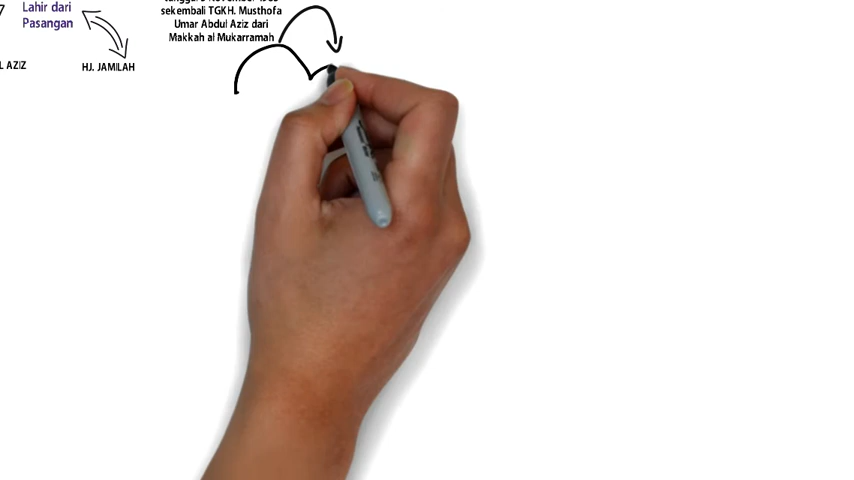 Lahir dari
Pasangan
L AZIZ
HJ. JAMILAH
sekembali TGKH. Musthofa
Umar Abdul Aziz dari
Makkah al Mukarramah